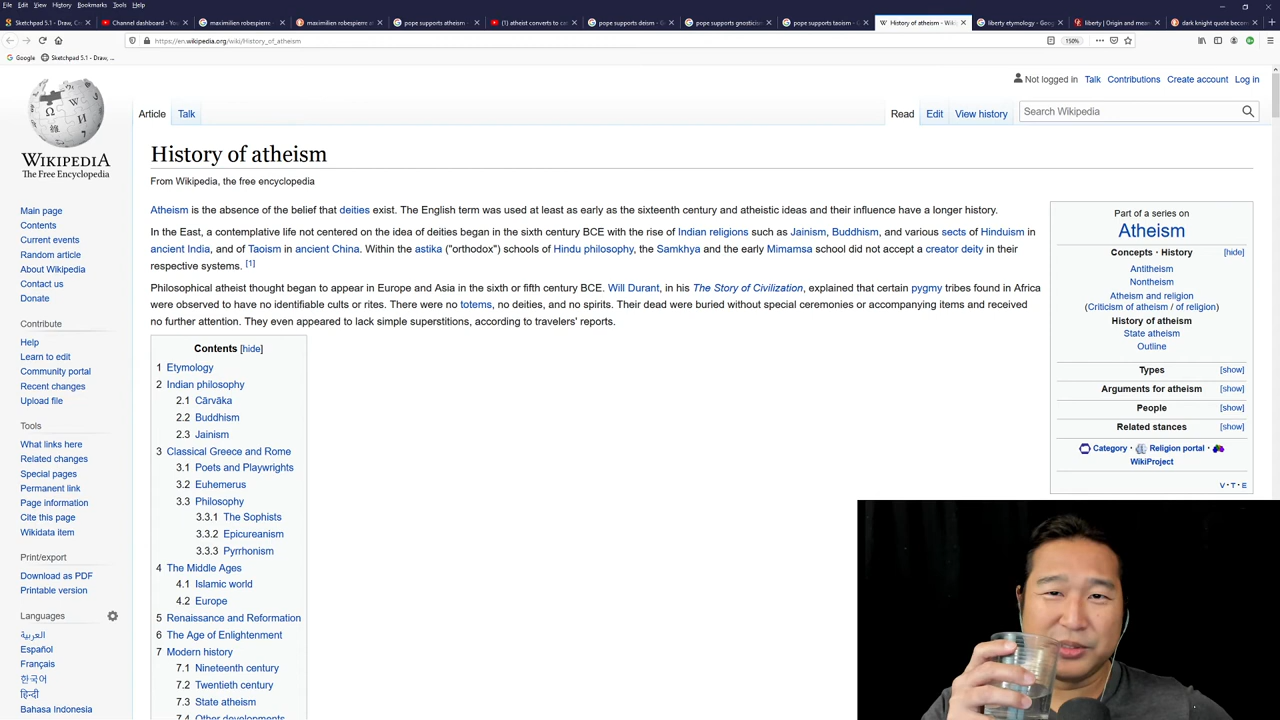 File Edit View History Bookmarks Tools Help
Sketchpad 5.1 - Draw, Cr
Channel dashboard - YouTube
maximilien robespierre
maximilien robespierre at
pope supports atheism
(1) atheist converts to ca
pope supports deism - G
pope supports gnosticis
pope supports taoism - G
History of atheism - Wiki
liberty etymology - Goog
liberty | Origin and mean
dark knight quote becom
https://en.wikipedia.org/wiki/History_of_atheism
150%
Google Sketchpad 5.1 - Draw, ...
Not logged in Talk Contributions Create account Log in
Article Talk Read Edit View history Search Wikipedia
WIKIPEDIA
The Free Encyclopedia
History of atheism
From Wikipedia, the free encyclopedia
Atheism is the absence of the belief that deities exist. The English term was used at least as early as the sixteenth century and atheistic ideas and their influence have a longer history.
In the East, a contemplative life not centered on the idea of deities began in the sixth century BCE with the rise of Indian religions such as Jainism, Buddhism, and various sects of Hinduism in
ancient India, and of Taoism in ancient China. Within the astika ("orthodox") schools of Hindu philosophy, the Samkhya and the early Mimamsa school did not accept a creator deity in their
respective systems. [1]
Philosophical atheist thought began to appear in Europe and Asia in the sixth or fifth century BCE. Will Durant, in his The Story of Civilization, explained that certain pygmy tribes found in Africa
were observed to have no identifiable cults or rites. There were no totems, no deities, and no spirits. Their dead were buried without special ceremonies or accompanying items and received
no further attention. They even appeared to lack simple superstitions, according to travelers' reports.
Contents [hide]
1 Etymology
2 Indian philosophy
2.1 Cārvāka
2.2 Buddhism
2.3 Jainism
3 Classical Greece and Rome
3.1 Poets and Playwrights
3.2 Euhemerus
3.3 Philosophy
3.3.1 The Sophists
3.3.2 Epicureanism
3.3.3 Pyrrhonism
4 The Middle Ages
4.1 Islamic world
4.2 Europe
5 Renaissance and Reformation
6 The Age of Enlightenment
7 Modern history
7.1 Nineteenth century
7.2 Twentieth century
7.3 State atheism
7.4 Other developments
Main page
Contents
Current events
Random article
About Wikipedia
Contact us
Donate
Contribute
Help
Learn to edit
Community portal
Recent changes
Upload file
Tools
What links here
Related changes
Special pages
Permanent link
Page information
Cite this page
Wikidata item
Print/export
Download as PDF
Printable version
Languages
العربية
Español
Français
한국어
हिन्दी
Bahasa Indonesia
Part of a series on
Atheism
Concepts · History [hide]
Antitheism
Nontheism
Atheism and religion
(Criticism of atheism / of religion)
History of atheism
State atheism
Outline
Types [show]
Arguments for atheism [show]
People [show]
Related stances [show]
Category · Religion portal ·
WikiProject
V·T·E